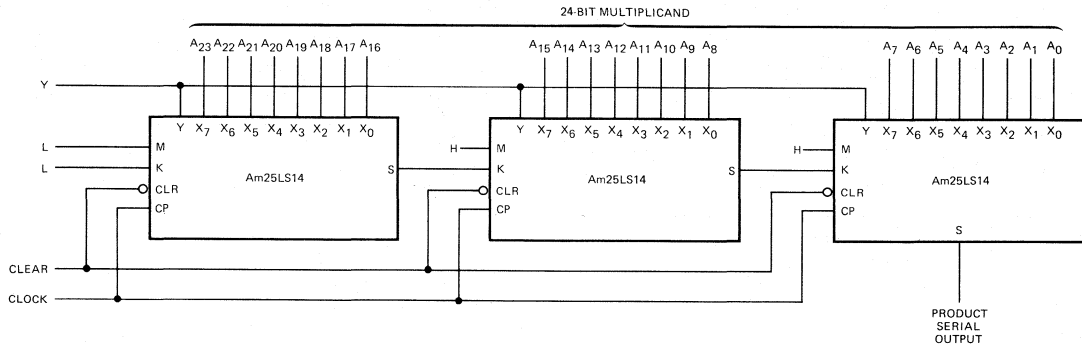 24-BIT MULTIPLICAND
A23 A22 A21 A20 A19 A18 A17 A16
A15 A14 A13 A12 A11 A10 A9 A8
A7 A6 A5 A4 A3 A2 A1 A0
Y
Y X7 X6 X5 X4 X3 X2 X1 X0
L M
L K
CLR
CP
Am25LS14
S
Y X7 X6 X5 X4 X3 X2 X1 X0
H M
K
CLR
CP
Am25LS14
S
Y X7 X6 X5 X4 X3 X2 X1 X0
H M
K
CLR
CP
Am25LS14
S
CLEAR
CLOCK
PRODUCT
SERIAL
OUTPUT